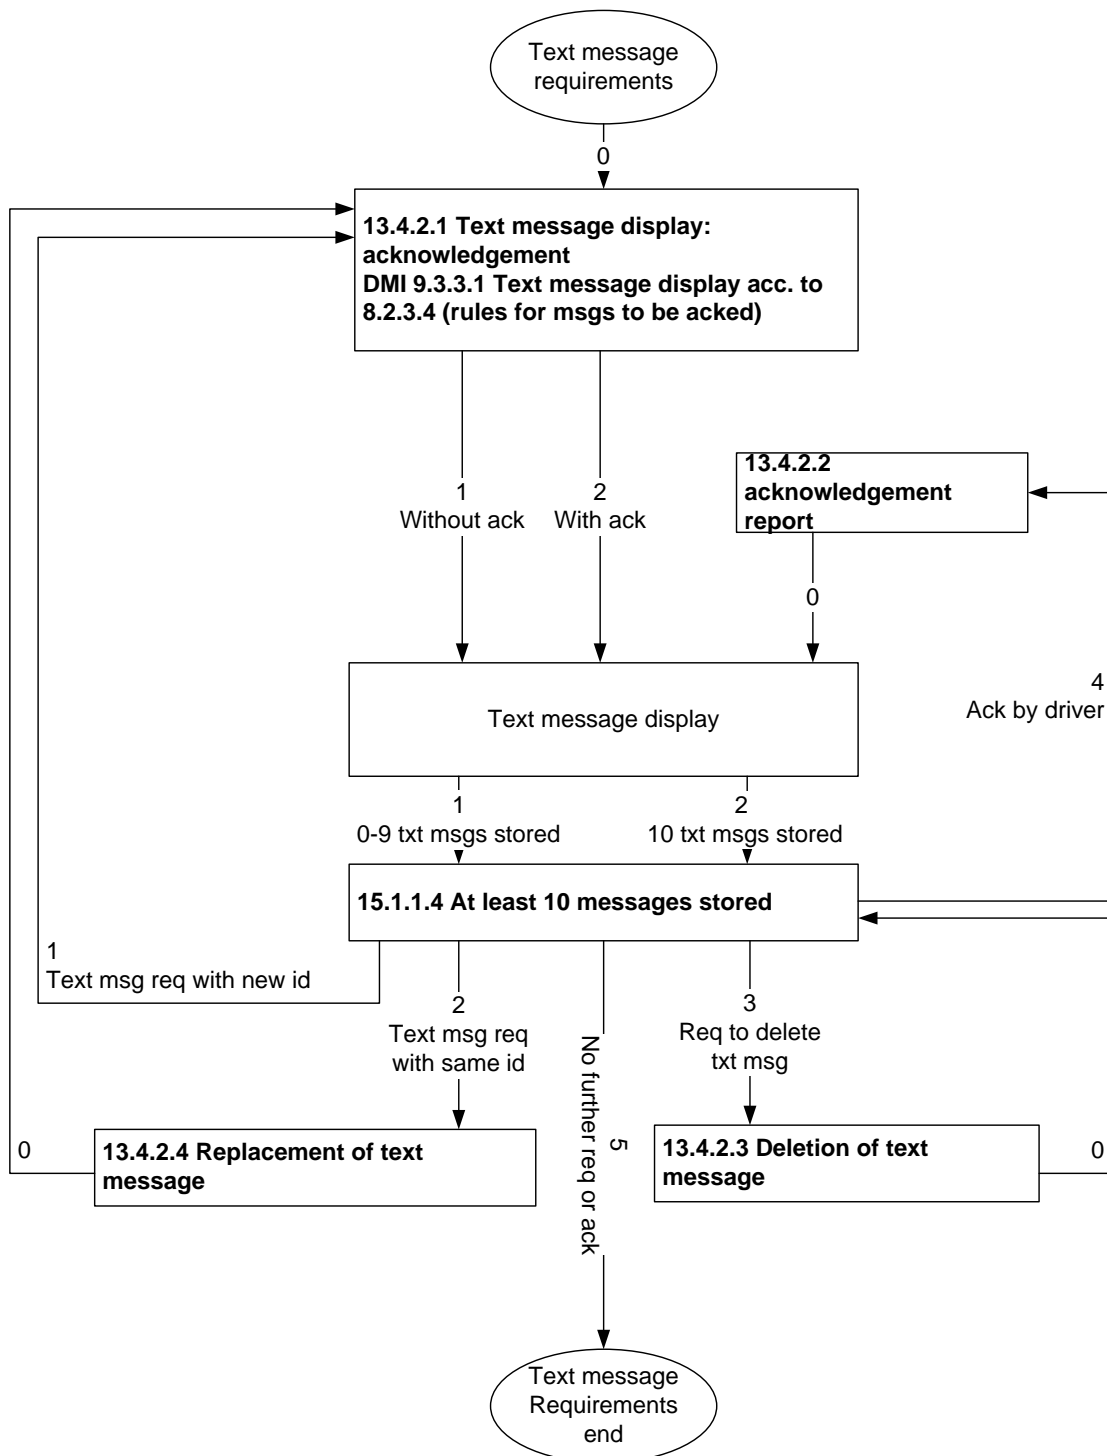 Text message
requirements
0
13.4.2.1 Text message display:
acknowledgement
DMI 9.3.3.1 Text message display acc. to
8.2.3.4 (rules for msgs to be acked)
1
Without ack
2
With ack
13.4.2.2
acknowledgement
report
0
4
Ack by driver
Text message display
1
0-9 txt msgs stored
2
10 txt msgs stored
15.1.1.4 At least 10 messages stored
1
Text msg req with new id
2
Text msg req
with same id
5
No further req or ack
3
Req to delete
txt msg
0
13.4.2.4 Replacement of text
message
13.4.2.3 Deletion of text
message
0
Text message
Requirements
end